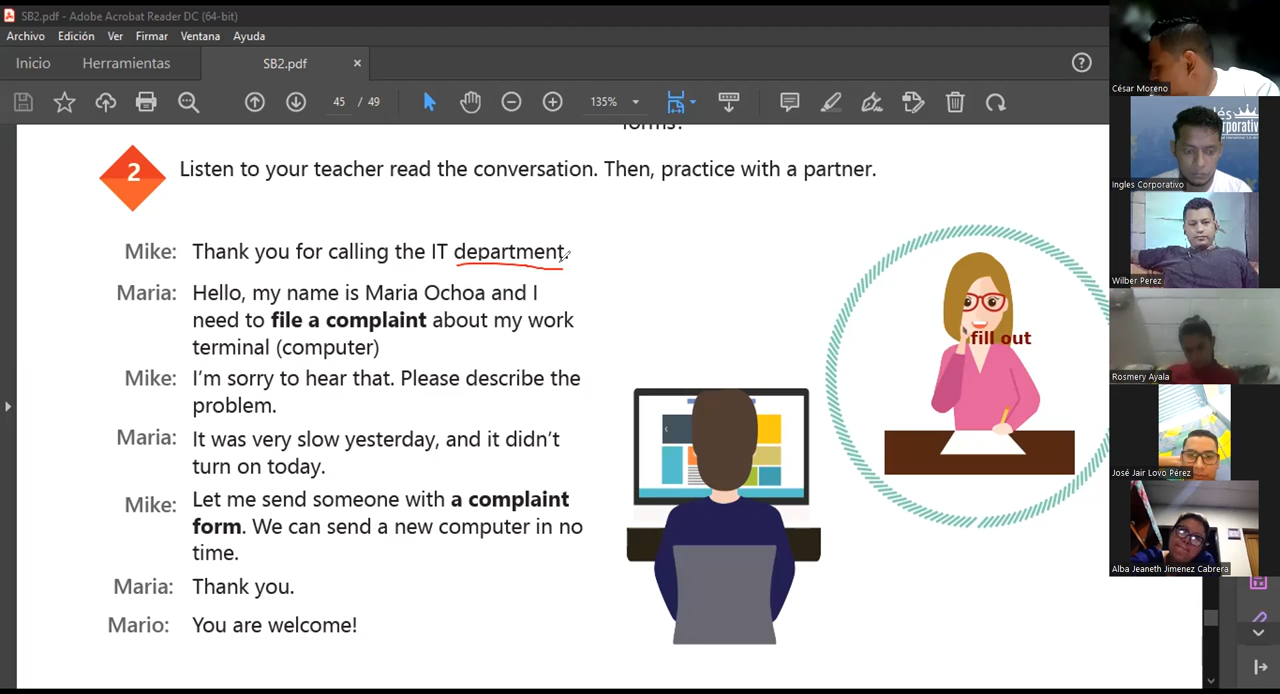 SB2.pdf - Adobe Acrobat Reader DC (64-bit)
Archivo Edición Ver Firmar Ventana Ayuda
Inicio Herramientas SB2.pdf ×
45 / 49 135%
forms?
2 Listen to your teacher read the conversation. Then, practice with a partner.
Mike: Thank you for calling the IT department.
Maria: Hello, my name is Maria Ochoa and I
need to file a complaint about my work
terminal (computer)
Mike: I'm sorry to hear that. Please describe the
problem.
Maria: It was very slow yesterday, and it didn't
turn on today.
Mike: Let me send someone with a complaint
form. We can send a new computer in no
time.
Maria: Thank you.
Mario: You are welcome!
fill out
César Moreno
Ingles Corporativo
Wilber Perez
Rosmery Ayala
José Jair Lovo Pérez
Alba Jeaneth Jimenez Cabrera